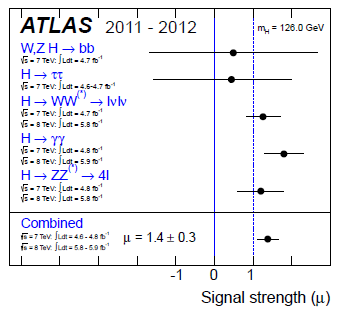 ATLAS 2011 - 2012
m_H = 126.0 GeV
W,Z H → bb
√s = 7 TeV: ∫Ldt = 4.7 fb⁻¹
H → ττ
√s = 7 TeV: ∫Ldt = 4.6-4.7 fb⁻¹
H → WW⁽*⁾ → lνlν
√s = 7 TeV: ∫Ldt = 4.7 fb⁻¹
√s = 8 TeV: ∫Ldt = 5.8 fb⁻¹
H → γγ
√s = 7 TeV: ∫Ldt = 4.8 fb⁻¹
√s = 8 TeV: ∫Ldt = 5.9 fb⁻¹
H → ZZ⁽*⁾ → 4l
√s = 7 TeV: ∫Ldt = 4.8 fb⁻¹
√s = 8 TeV: ∫Ldt = 5.8 fb⁻¹
Combined
√s = 7 TeV: ∫Ldt = 4.6 - 4.8 fb⁻¹
√s = 8 TeV: ∫Ldt = 5.8 - 5.9 fb⁻¹
μ = 1.4 ± 0.3
-1 0 1
Signal strength (μ)